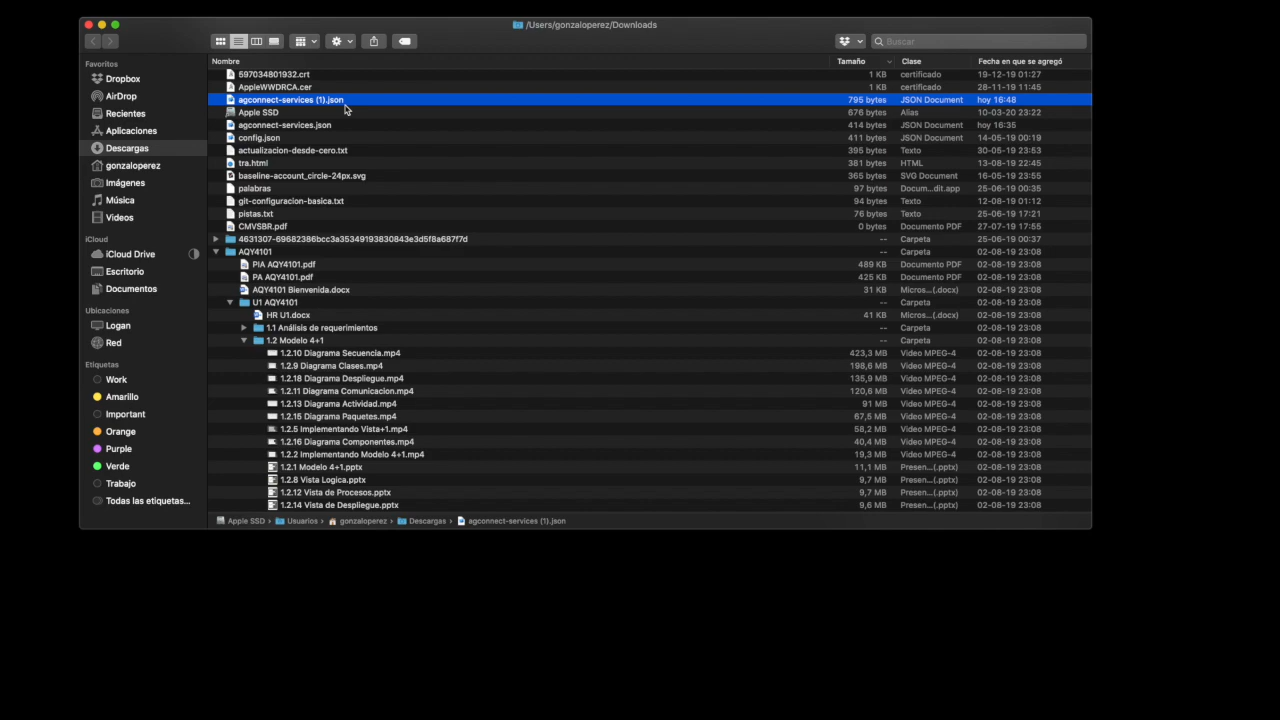 /Users/gonzaloperez/Downloads
Buscar
Favoritos
Dropbox
AirDrop
Recientes
Aplicaciones
Descargas
gonzaloperez
Imágenes
Música
Videos
iCloud
iCloud Drive
Escritorio
Documentos
Ubicaciones
Logan
Red
Etiquetas
Work
Amarillo
Important
Orange
Purple
Verde
Trabajo
Todas las etiquetas...
Nombre Tamaño Clase Fecha en que se agregó
597034801932.crt 1 KB certificado 19-12-19 01:27
AppleWWDRCA.cer 1 KB certificado 28-11-19 11:45
agconnect-services (1).json 795 bytes JSON Document hoy 16:48
Apple SSD 676 bytes Alias 10-03-20 23:22
agconnect-services.json 414 bytes JSON Document hoy 16:35
config.json 411 bytes JSON Document 14-05-19 00:19
actualizacion-desde-cero.txt 395 bytes Texto 30-05-19 23:53
tra.html 381 bytes HTML 13-08-19 22:45
baseline-account_circle-24px.svg 365 bytes SVG Document 16-05-19 23:55
palabras 97 bytes Docum...dit.app 25-06-19 00:35
git-configuracion-basica.txt 94 bytes Texto 12-08-19 01:12
pistas.txt 76 bytes Texto 25-06-19 17:21
CMVSBR.pdf 0 bytes Documento PDF 27-07-19 17:55
4631307-69682386bcc3a35349193830843e3d5f8a687f7d -- Carpeta 25-06-19 00:37
AQY4101 -- Carpeta 02-08-19 23:08
PIA AQY4101.pdf 489 KB Documento PDF 02-08-19 23:08
PA AQY4101.pdf 425 KB Documento PDF 02-08-19 23:08
AQY4101 Bienvenida.docx 31 KB Micros...(.docx) 02-08-19 23:08
U1 AQY4101 -- Carpeta 02-08-19 23:08
HR U1.docx 41 KB Micros...(.docx) 02-08-19 23:08
1.1 Análisis de requerimientos -- Carpeta 02-08-19 23:08
1.2 Modelo 4+1 -- Carpeta 02-08-19 23:08
1.2.10 Diagrama Secuencia.mp4 423,3 MB Video MPEG-4 02-08-19 23:08
1.2.9 Diagrama Clases.mp4 198,6 MB Video MPEG-4 02-08-19 23:08
1.2.18 Diagrama Despliegue.mp4 135,9 MB Video MPEG-4 02-08-19 23:08
1.2.11 Diagrama Comunicacion.mp4 120,6 MB Video MPEG-4 02-08-19 23:08
1.2.13 Diagrama Actividad.mp4 91 MB Video MPEG-4 02-08-19 23:08
1.2.15 Diagrama Paquetes.mp4 67,5 MB Video MPEG-4 02-08-19 23:08
1.2.5 Implementando Vista+1.mp4 58,2 MB Video MPEG-4 02-08-19 23:08
1.2.16 Diagrama Componentes.mp4 40,4 MB Video MPEG-4 02-08-19 23:08
1.2.2 Implementando Modelo 4+1.mp4 19,3 MB Video MPEG-4 02-08-19 23:08
1.2.1 Modelo 4+1.pptx 11,1 MB Presen...(.pptx) 02-08-19 23:08
1.2.8 Vista Logica.pptx 9,7 MB Presen...(.pptx) 02-08-19 23:08
1.2.12 Vista de Procesos.pptx 9,7 MB Presen...(.pptx) 02-08-19 23:08
1.2.14 Vista de Despliegue.pptx 9,6 MB Presen...(.pptx) 02-08-19 23:08
Apple SSD › Usuarios › gonzaloperez › Descargas › agconnect-services (1).json